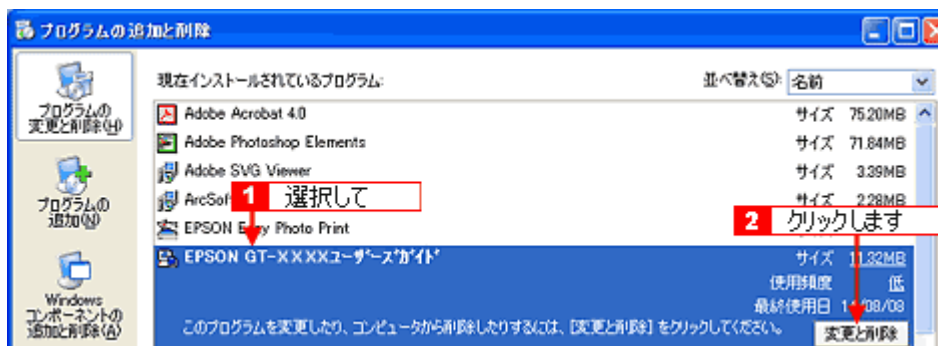 プログラムの追加と削除
現在インストールされているプログラム:
並べ替え(S): 名前
プログラムの
変更と削除(H)
プログラムの
追加(N)
Windows
コンポーネントの
追加と削除(A)
Adobe Acrobat 4.0 サイズ 75.20MB
Adobe Photoshop Elements サイズ 71.84MB
Adobe SVG Viewer サイズ 3.39MB
ArcSof サイズ 2.28MB
1 選択して
EPSON Photo Print
2 クリックします
EPSON GT-XXXXユーザーズガイド サイズ 11.32MB
使用頻度 低
最終使用日 /08/08
このプログラムを変更したり、コンピュータから削除したりするには、[変更と削除] をクリックしてください。
変更と削除